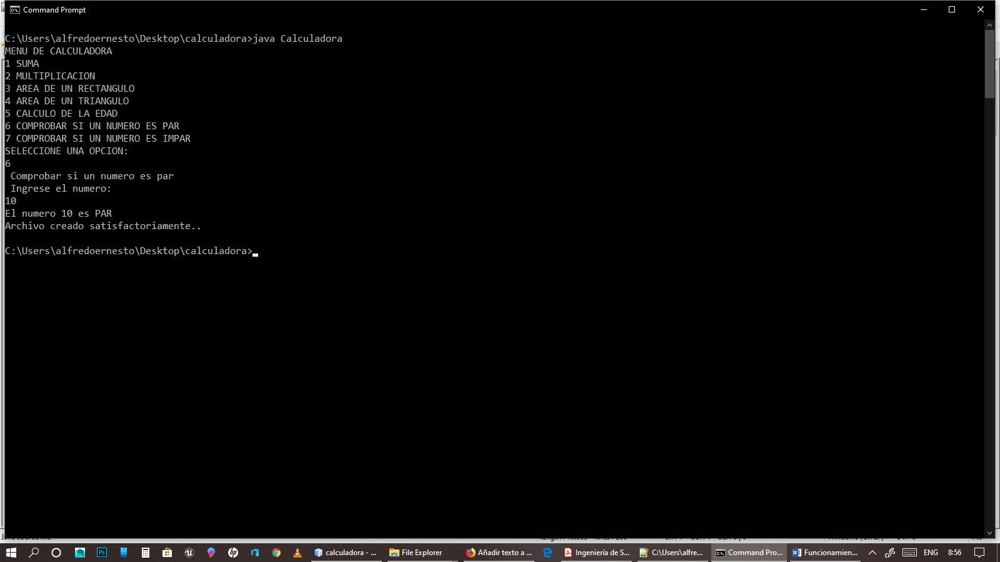 Command Prompt
C:\Users\alfredoernesto\Desktop\calculadora>java Calculadora
MENU DE CALCULADORA
1 SUMA
2 MULTIPLICACION
3 AREA DE UN RECTANGULO
4 AREA DE UN TRIANGULO
5 CALCULO DE LA EDAD
6 COMPROBAR SI UN NUMERO ES PAR
7 COMPROBAR SI UN NUMERO ES IMPAR
SELECCIONE UNA OPCION:
6
Comprobar si un numero es par
Ingrese el numero:
10
El numero 10 es PAR
Archivo creado satisfactoriamente..
C:\Users\alfredoernesto\Desktop\calculadora>
calculadora - ...
File Explorer
Añadir texto a ...
Ingeniería de S...
C:\Users\alfre...
Command Pro...
Funcionamien...
ENG
8:56